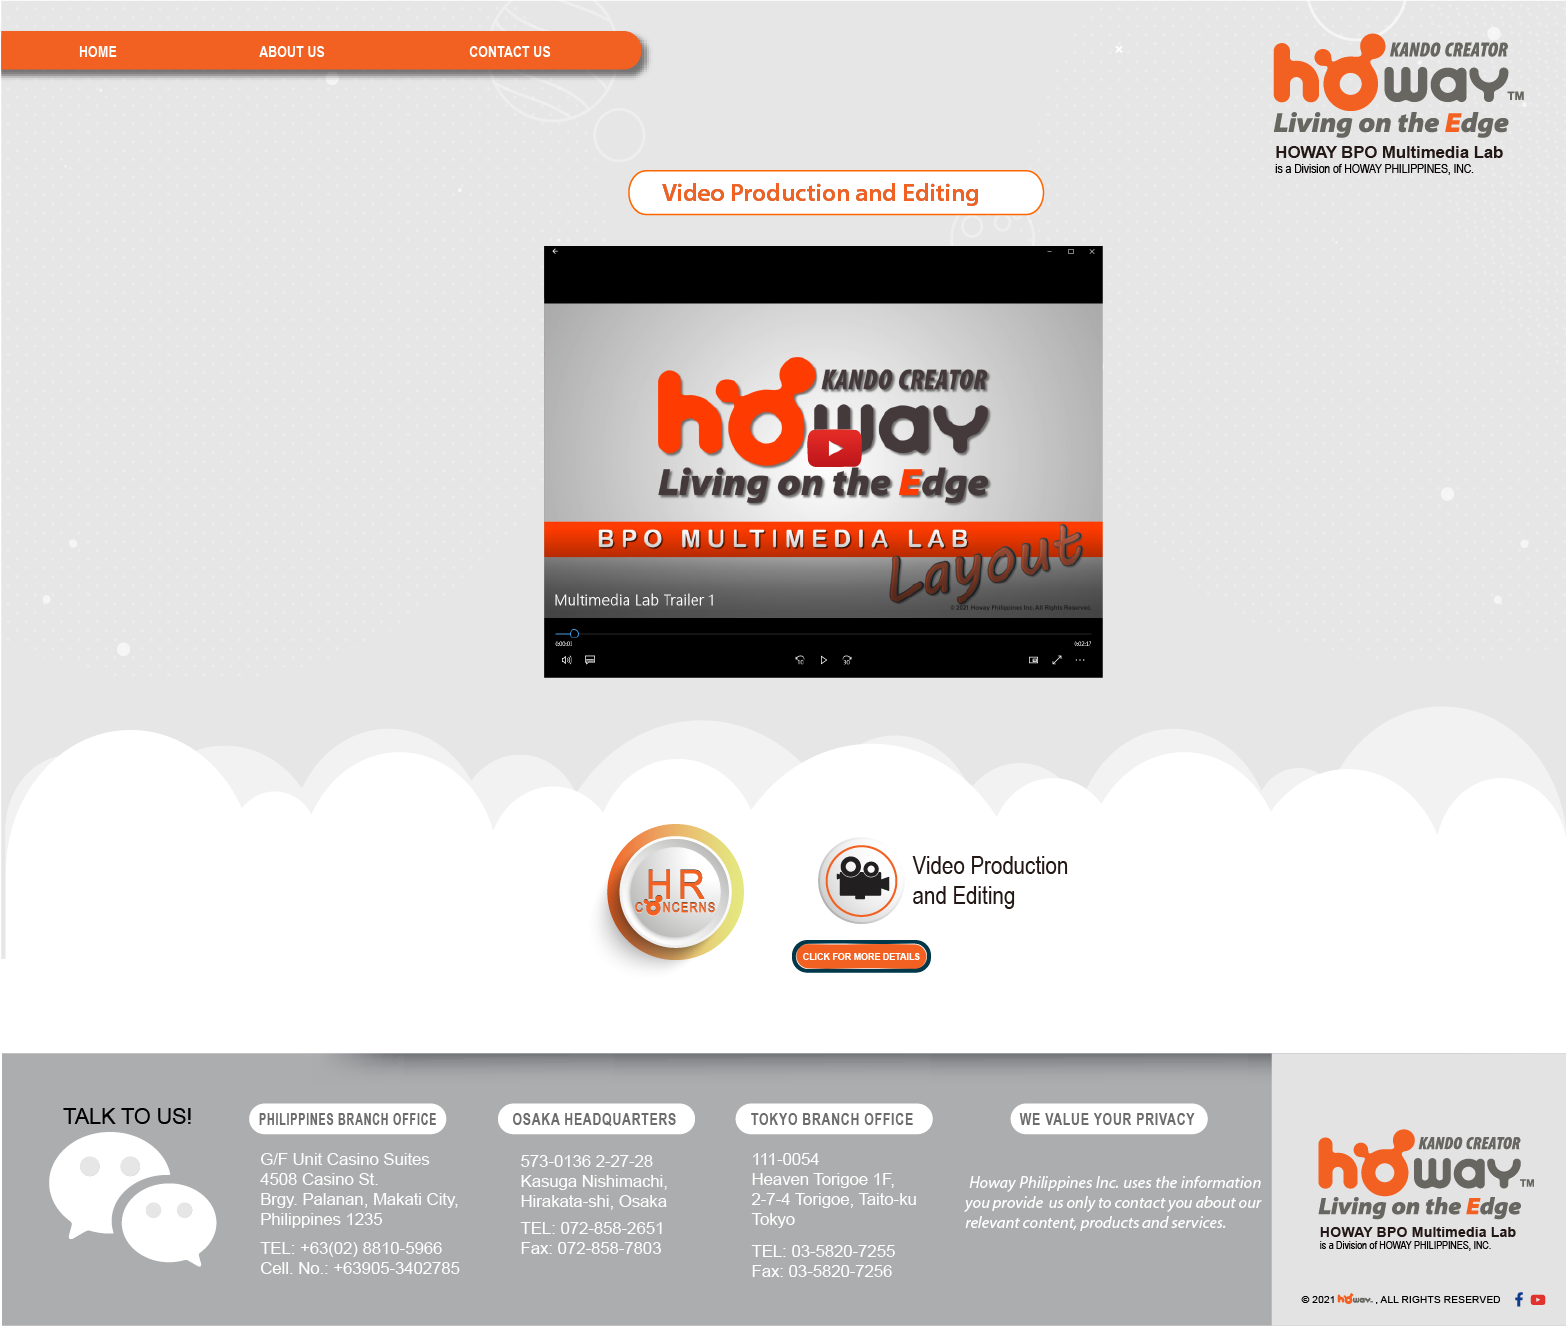 HOME ABOUT US CONTACT US
KANDO CREATOR
howay TM
Living on the Edge
HOWAY BPO Multimedia Lab
is a Division of HOWAY PHILIPPINES, INC.
Video Production and Editing
KANDO CREATOR
howay
Living on the Edge
BPO MULTIMEDIA LAB
Layout
Multimedia Lab Trailer 1
© 2021 Howay Philippines Inc. All Rights Reserved.
0:00:03 0:02:17
10 30
HR
CONCERNS
Video Production
and Editing
CLICK FOR MORE DETAILS
TALK TO US!
PHILIPPINES BRANCH OFFICE
G/F Unit Casino Suites
4508 Casino St.
Brgy. Palanan, Makati City,
Philippines 1235
TEL: +63(02) 8810-5966
Cell. No.: +63905-3402785
OSAKA HEADQUARTERS
573-0136 2-27-28
Kasuga Nishimachi,
Hirakata-shi, Osaka
TEL: 072-858-2651
Fax: 072-858-7803
TOKYO BRANCH OFFICE
111-0054
Heaven Torigoe 1F,
2-7-4 Torigoe, Taito-ku
Tokyo
TEL: 03-5820-7255
Fax: 03-5820-7256
WE VALUE YOUR PRIVACY
Howay Philippines Inc. uses the information
you provide us only to contact you about our
relevant content, products and services.
KANDO CREATOR
howay TM
Living on the Edge
HOWAY BPO Multimedia Lab
is a Division of HOWAY PHILIPPINES, INC.
© 2021 howay. , ALL RIGHTS RESERVED